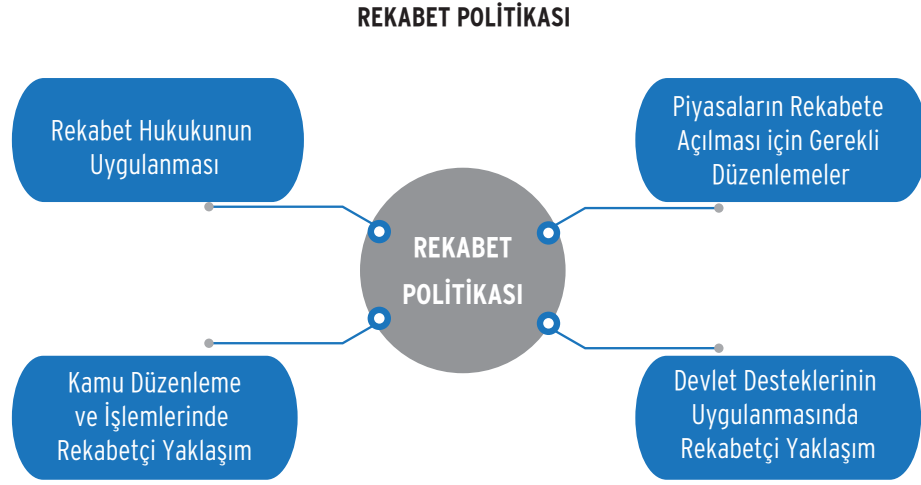 REKABET POLİTİKASI
Rekabet Hukukunun
Uygulanması
Piyasaların Rekabete
Açılması için Gerekli
Düzenlemeler
REKABET
POLİTİKASI
Kamu Düzenleme
ve İşlemlerinde
Rekabetçi Yaklaşım
Devlet Desteklerinin
Uygulanmasında
Rekabetçi Yaklaşım